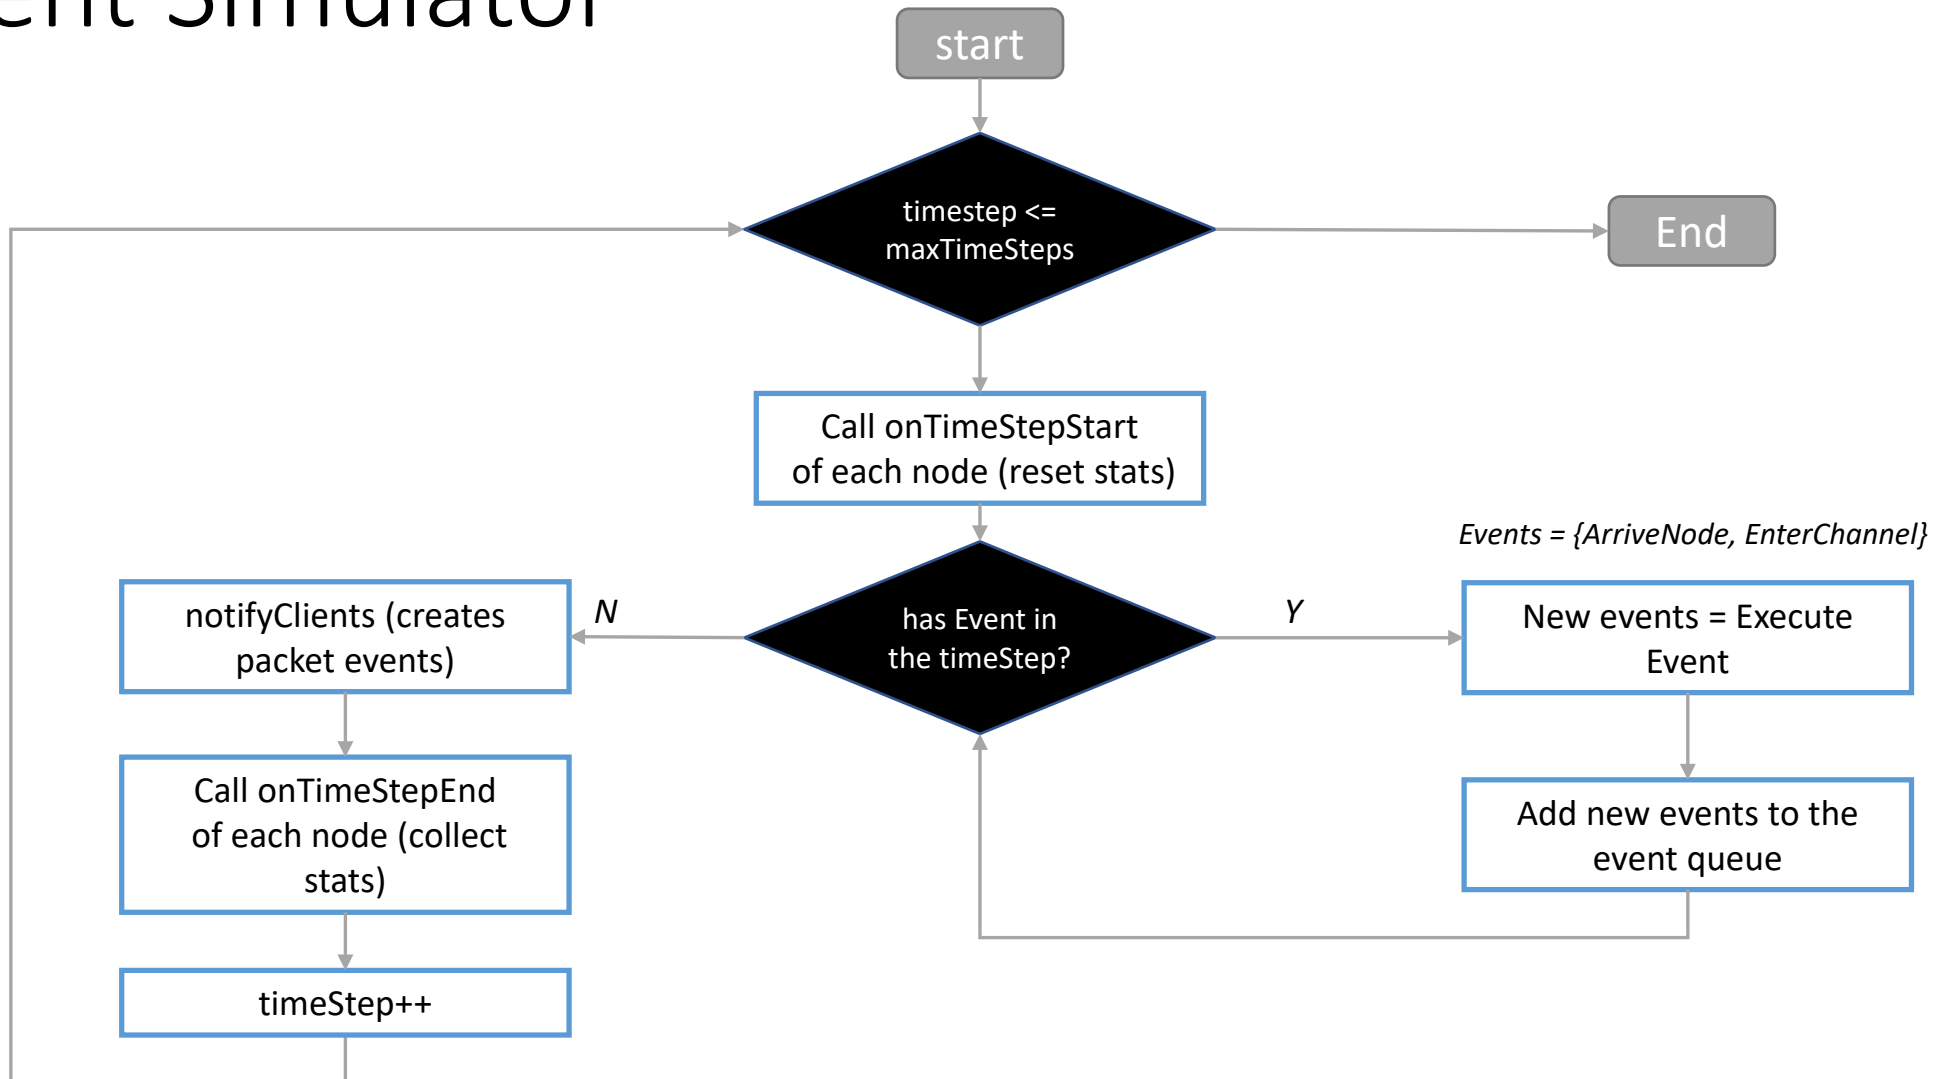 ent Simulator
start
timestep <=
maxTimeSteps
End
Call onTimeStepStart
of each node (reset stats)
Events = {ArriveNode, EnterChannel}
notifyClients (creates
packet events)
N
has Event in
the timeStep?
Y
New events = Execute
Event
Call onTimeStepEnd
of each node (collect
stats)
Add new events to the
event queue
timeStep++